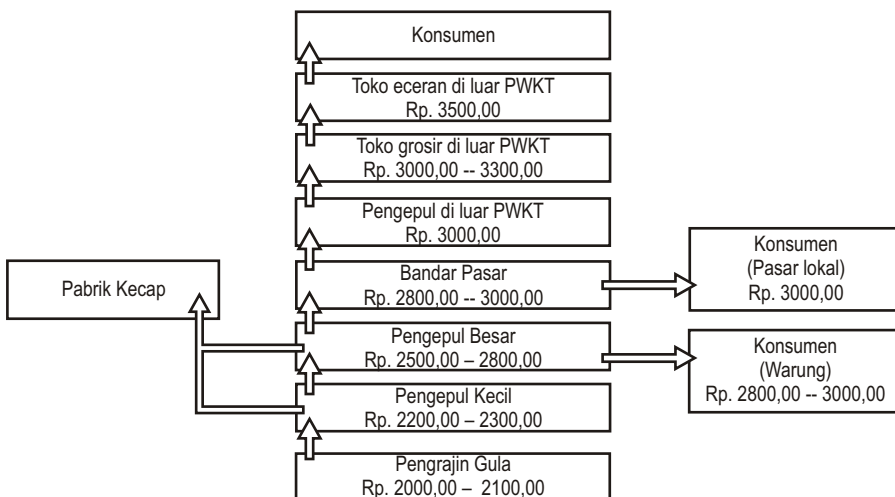 Konsumen
Toko eceran di luar PWKT
Rp. 3500,00
Toko grosir di luar PWKT
Rp. 3000,00 -- 3300,00
Pengepul di luar PWKT
Rp. 3000,00
Bandar Pasar
Rp. 2800,00 -- 3000,00
Konsumen
(Pasar lokal)
Rp. 3000,00
Pabrik Kecap
Pengepul Besar
Rp. 2500,00 – 2800,00
Konsumen
(Warung)
Rp. 2800,00 -- 3000,00
Pengepul Kecil
Rp. 2200,00 – 2300,00
Pengrajin Gula
Rp. 2000,00 – 2100,00